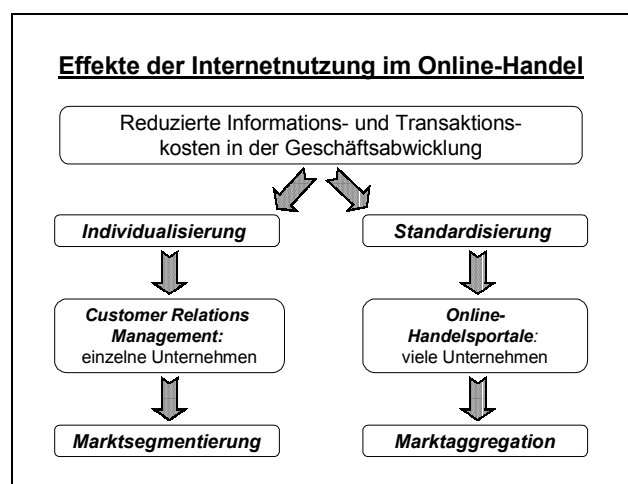 Effekte der Internetnutzung im Online-Handel
Reduzierte Informations- und Transaktions-
kosten in der Geschäftsabwicklung
Individualisierung
Standardisierung
Customer Relations
Management:
einzelne Unternehmen
Online-
Handelsportale:
viele Unternehmen
Marktsegmentierung
Marktaggregation